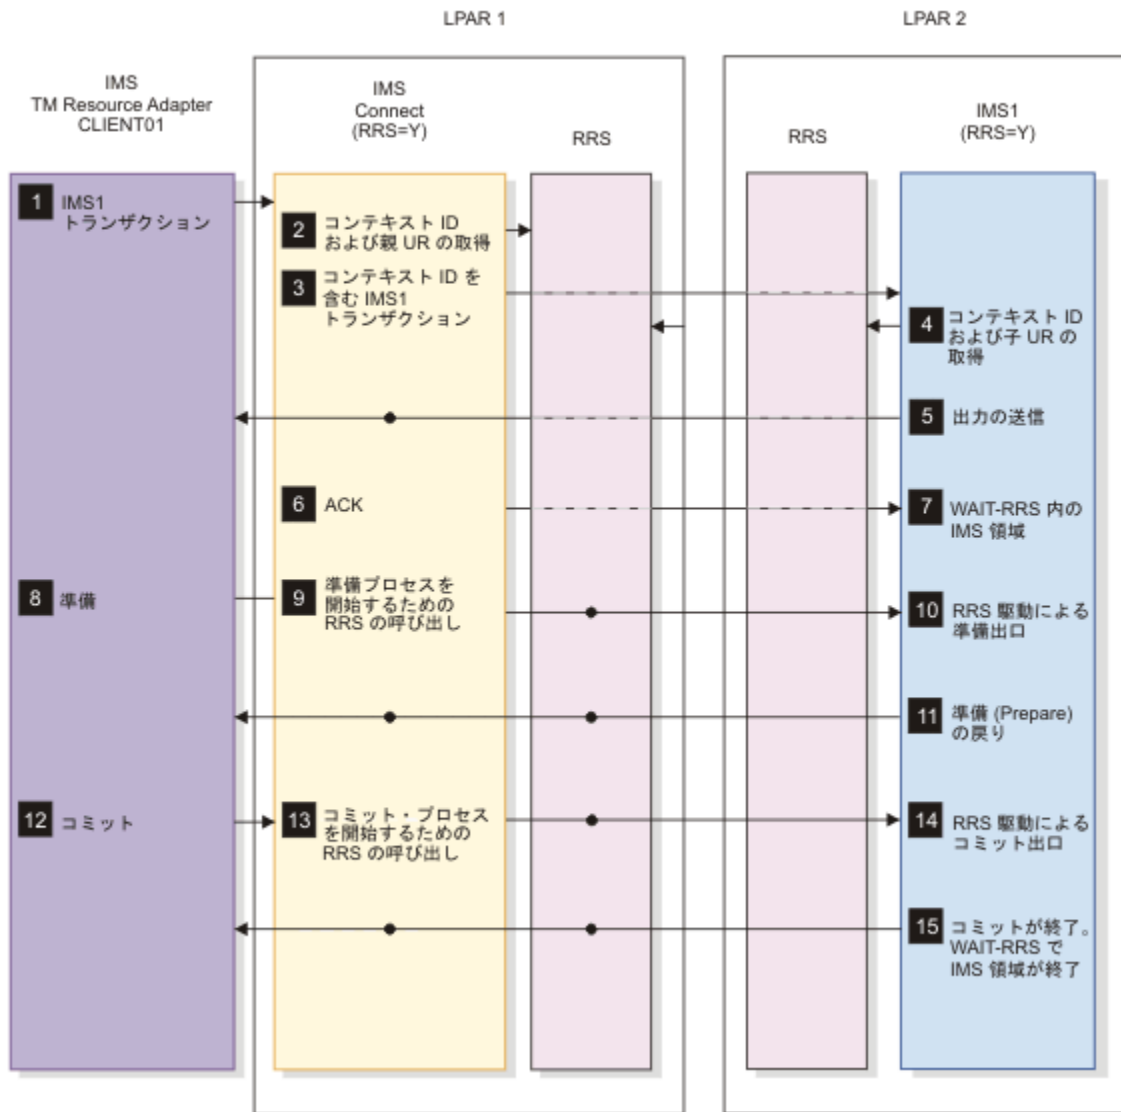 LPAR 1
LPAR 2
IMS
TM Resource Adapter
CLIENT01
IMS
Connect
(RRS=Y)
RRS
RRS
IMS1
(RRS=Y)
1 IMS1
トランザクション
2 コンテキスト ID
および親 UR の取得
3 コンテキスト ID を
含む IMS1
トランザクション
4 コンテキスト ID
および子 UR の
取得
5 出力の送信
6 ACK
7 WAIT-RRS 内の
IMS 領域
8 準備
9 準備プロセスを
開始するための
RRS の呼び出し
10 RRS 駆動による
準備出口
11 準備 (Prepare)
の戻り
12 コミット
13 コミット・プロセス
を開始するための
RRS の呼び出し
14 RRS 駆動による
コミット出口
15 コミットが終了。
WAIT-RRS で
IMS 領域が終了